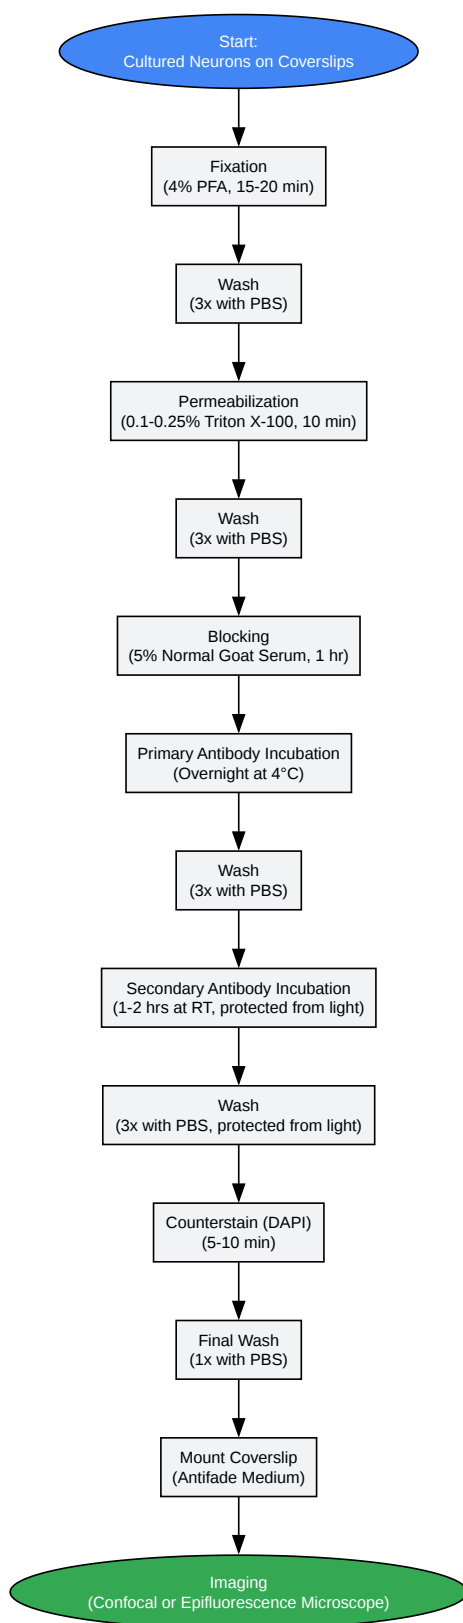 Start:
Cultured Neurons on Coverslips
Fixation
(4% PFA, 15-20 min)
Wash
(3x with PBS)
Permeabilization
(0.1-0.25% Triton X-100, 10 min)
Wash
(3x with PBS)
Blocking
(5% Normal Goat Serum, 1 hr)
Primary Antibody Incubation
(Overnight at 4°C)
Wash
(3x with PBS)
Secondary Antibody Incubation
(1-2 hrs at RT, protected from light)
Wash
(3x with PBS, protected from light)
Counterstain (DAPI)
(5-10 min)
Final Wash
(1x with PBS)
Mount Coverslip
(Antifade Medium)
Imaging
(Confocal or Epifluorescence Microscope)